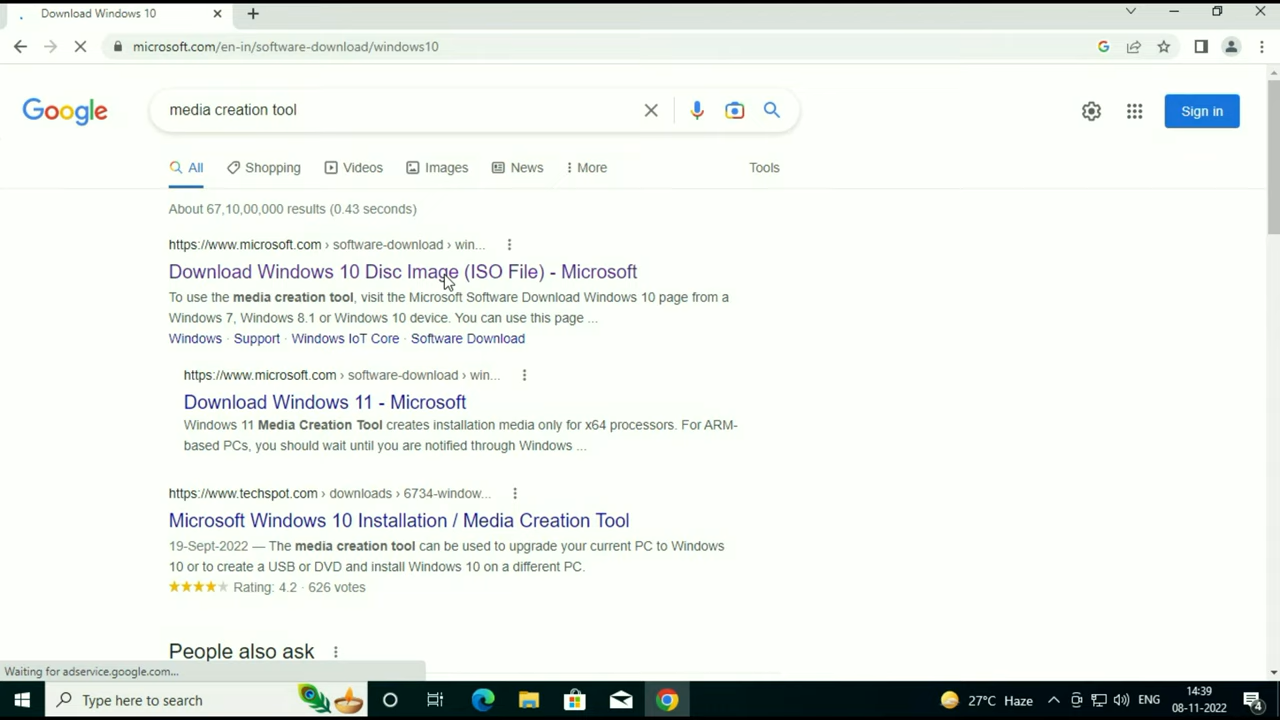 Download Windows 10
microsoft.com/en-in/software-download/windows10
Google
media creation tool
Sign in
All
Shopping
Videos
Images
News
More
Tools
About 67,10,00,000 results (0.43 seconds)
https://www.microsoft.com › software-download › win...
Download Windows 10 Disc Image (ISO File) - Microsoft
To use the media creation tool, visit the Microsoft Software Download Windows 10 page from a
Windows 7, Windows 8.1 or Windows 10 device. You can use this page ...
Windows · Support · Windows IoT Core · Software Download
https://www.microsoft.com › software-download › win...
Download Windows 11 - Microsoft
Windows 11 Media Creation Tool creates installation media only for x64 processors. For ARM-
based PCs, you should wait until you are notified through Windows ...
https://www.techspot.com › downloads › 6734-window...
Microsoft Windows 10 Installation / Media Creation Tool
19-Sept-2022 — The media creation tool can be used to upgrade your current PC to Windows
10 or to create a USB or DVD and install Windows 10 on a different PC.
Rating: 4.2 · 626 votes
People also ask
Waiting for adservice.google.com...
Type here to search
27°C Haze
ENG
14:39
08-11-2022
4